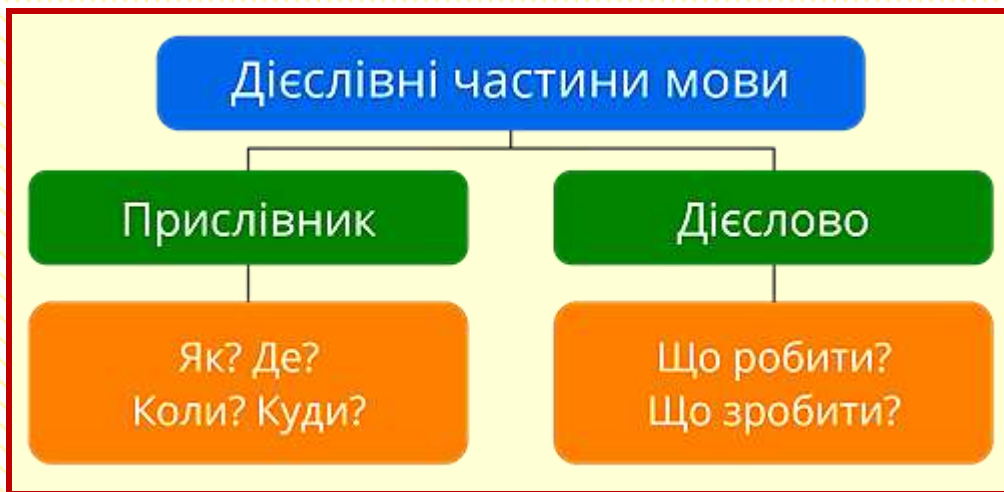 Дієслівні частини мови
Прислівник
Дієслово
Як? Де?
Коли? Куди?
Що робити?
Що зробити?